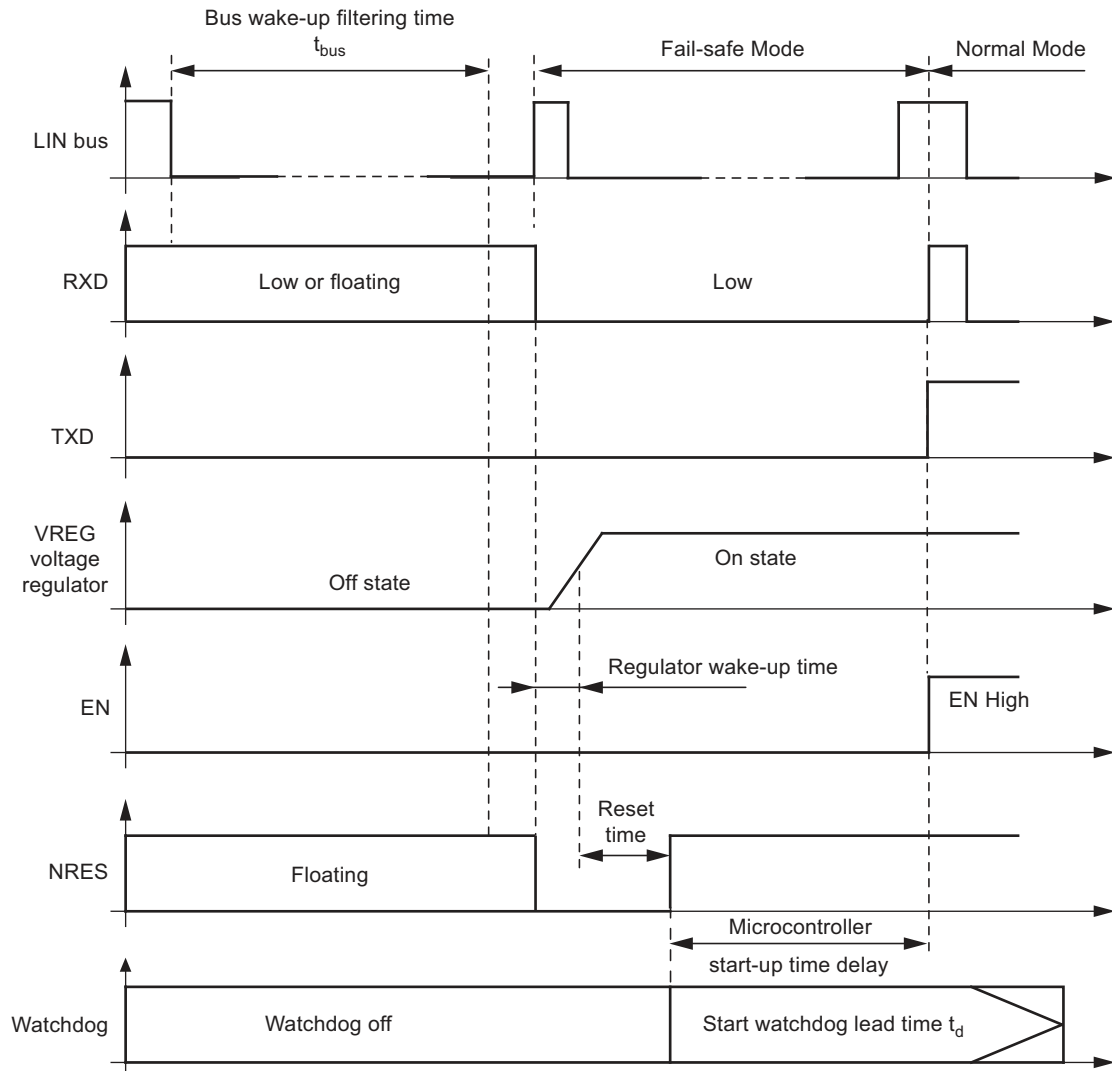 Bus wake-up filtering time
tbus
Fail-safe Mode
Normal Mode
LIN bus
RXD
Low or floating
Low
TXD
VREG
voltage
regulator
Off state
On state
Regulator wake-up time
EN
EN High
Reset
time
NRES
Floating
Microcontroller
start-up time delay
Watchdog
Watchdog off
Start watchdog lead time td